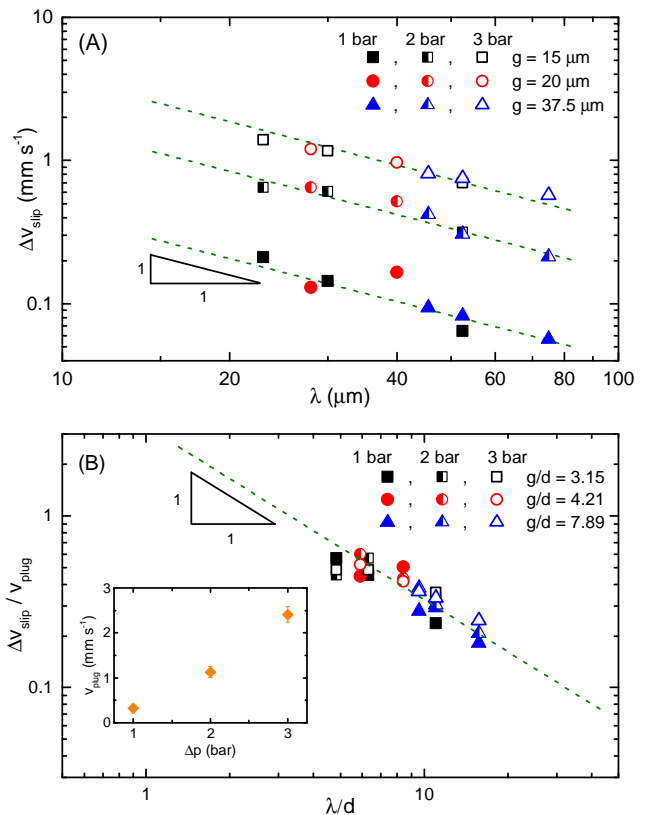 (A)
1 bar 2 bar 3 bar
, , g = 15 μm
, , g = 20 μm
, , g = 37.5 μm
10
1
0.1
Δv_slip (mm s⁻¹)
1
1
10 20 40 60 80 100
λ (μm)
(B)
1 bar 2 bar 3 bar
, , g/d = 3.15
, , g/d = 4.21
, , g/d = 7.89
1
0.1
Δv_slip / v_plug
1
1
3
2
1
0
v_plug (mm s⁻¹)
1 2 3
Δp (bar)
1 10
λ/d